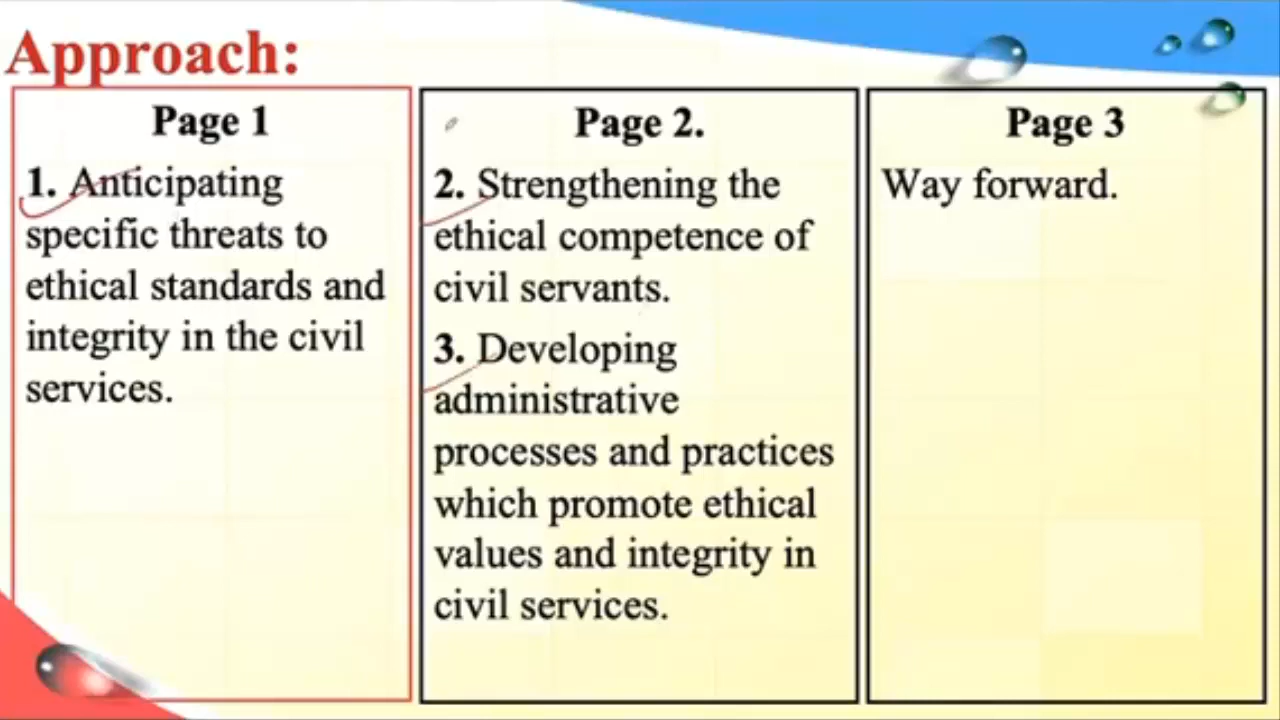 Approach:
Page 1
1. Anticipating
specific threats to
ethical standards and
integrity in the civil
services.
Page 2.
2. Strengthening the
ethical competence of
civil servants.
3. Developing
administrative
processes and practices
which promote ethical
values and integrity in
civil services.
Page 3
Way forward.